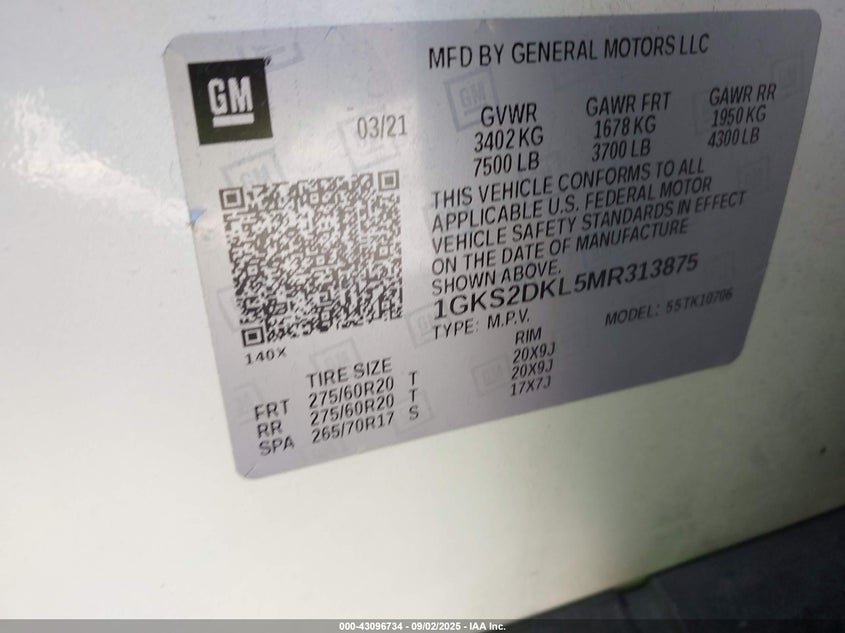 GM
MFD BY GENERAL MOTORS LLC
03/21
GVWR GAWR FRT GAWR RR
3402 KG 1678 KG 1950 KG
7500 LB 3700 LB 4300 LB
THIS VEHICLE CONFORMS TO ALL
APPLICABLE U.S. FEDERAL MOTOR
VEHICLE SAFETY STANDARDS IN EFFECT
ON THE DATE OF MANUFACTURE
SHOWN ABOVE.
1GKS2DKL5MR313875
TYPE: M.P.V. MODEL: 55TK10706
140X
TIRE SIZE RIM
FRT 275/60R20 T 20X9J
RR 275/60R20 T 20X9J
SPA 265/70R17 S 17X7J
000-43096734 - 09/02/2025 - IAA Inc.